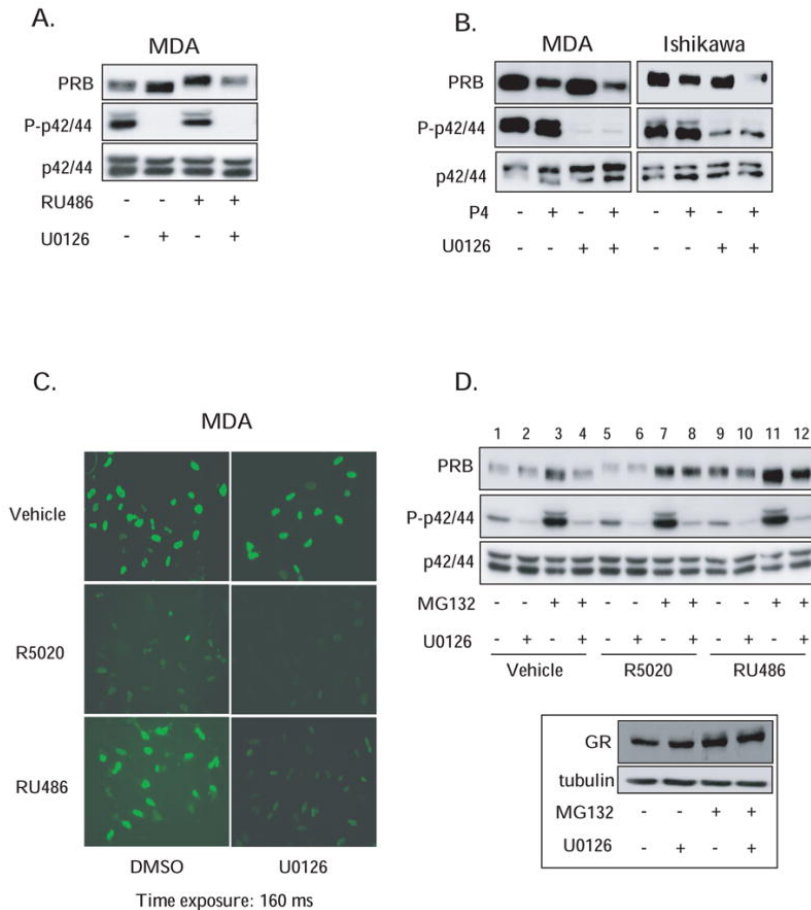 A.
MDA
PRB
P-p42/44
p42/44
RU486 - - + +
U0126 - + - +
B.
MDA Ishikawa
PRB
P-p42/44
p42/44
P4 - + - + - + - +
U0126 - - + + - - + +
C.
MDA
Vehicle
R5020
RU486
DMSO U0126
Time exposure: 160 ms
D.
1 2 3 4 5 6 7 8 9 10 11 12
PRB
P-p42/44
p42/44
MG132 - - + + - - + + - - + +
U0126 - + - + - + - + - + - +
Vehicle R5020 RU486
GR
tubulin
MG132 - - + +
U0126 - + - +